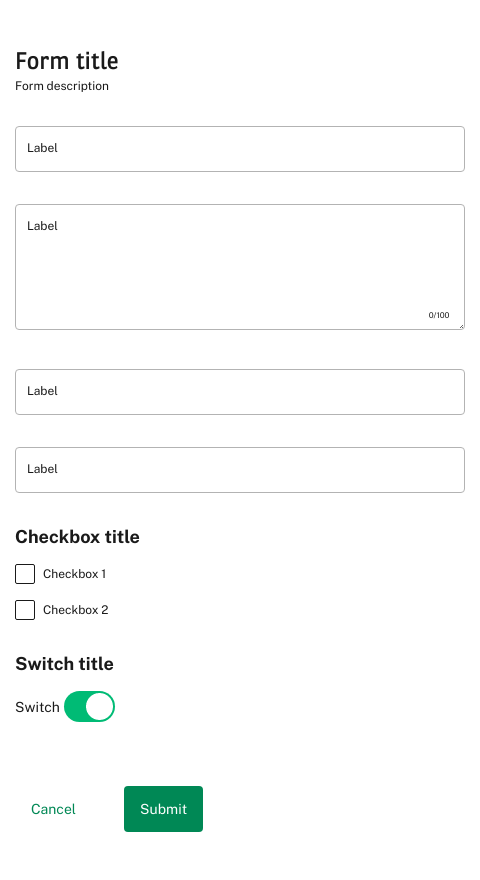 Form title
Form description
Label
Label
0/100
Label
Label
Checkbox title
Checkbox 1
Checkbox 2
Switch title
Switch
Cancel Submit